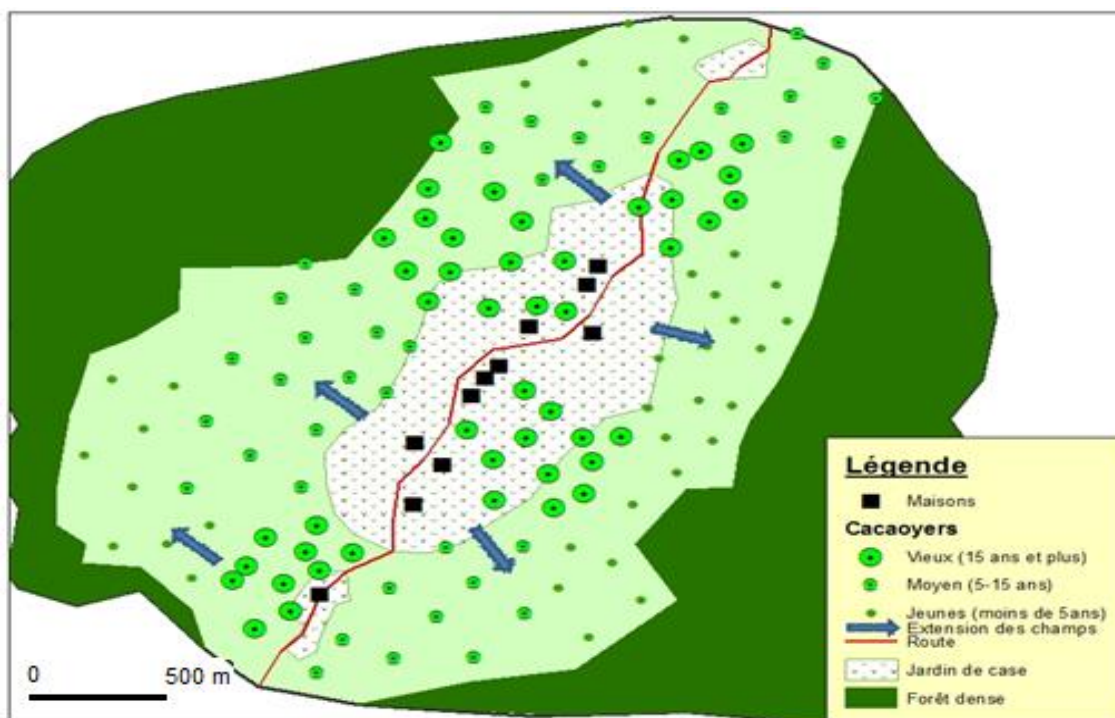 Légende
Maisons
Cacaoyers
Vieux (15 ans et plus)
Moyen (5-15 ans)
Jeunes (moins de 5ans)
Extension des champs
Route
Jardin de case
Forêt dense
0 500 m